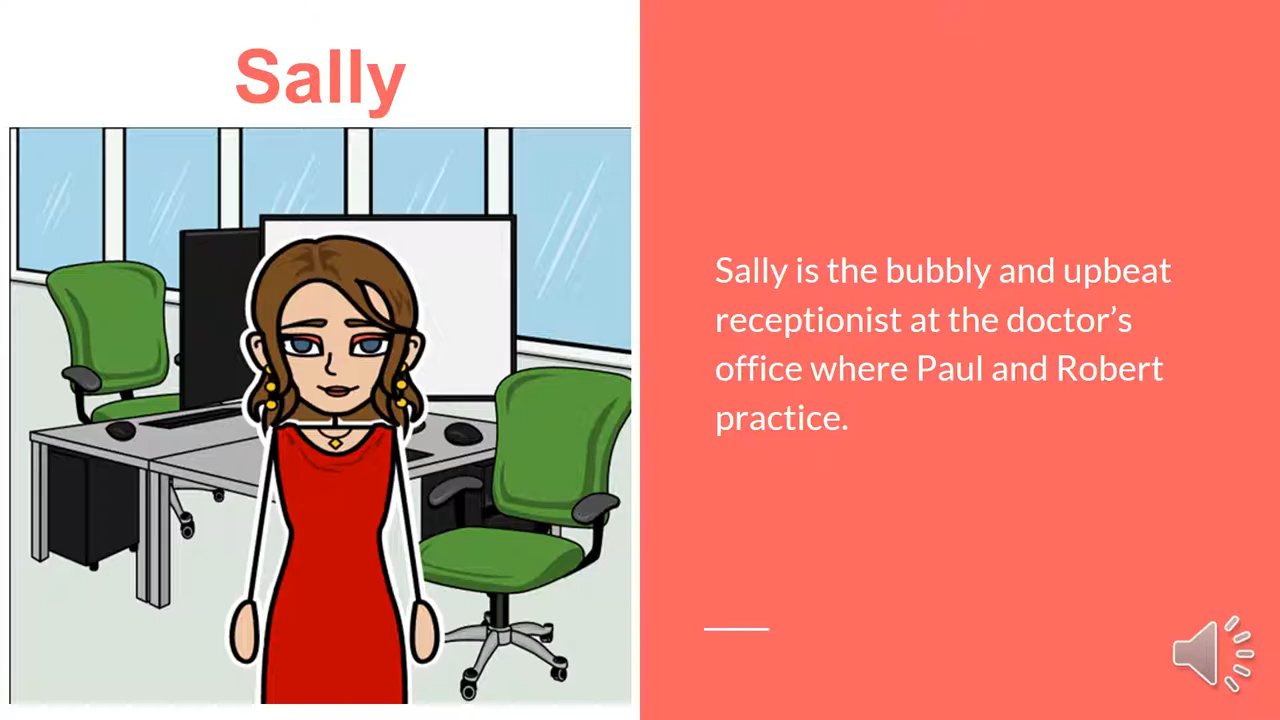 Sally
Sally is the bubbly and upbeat
receptionist at the doctor’s
office where Paul and Robert
practice.